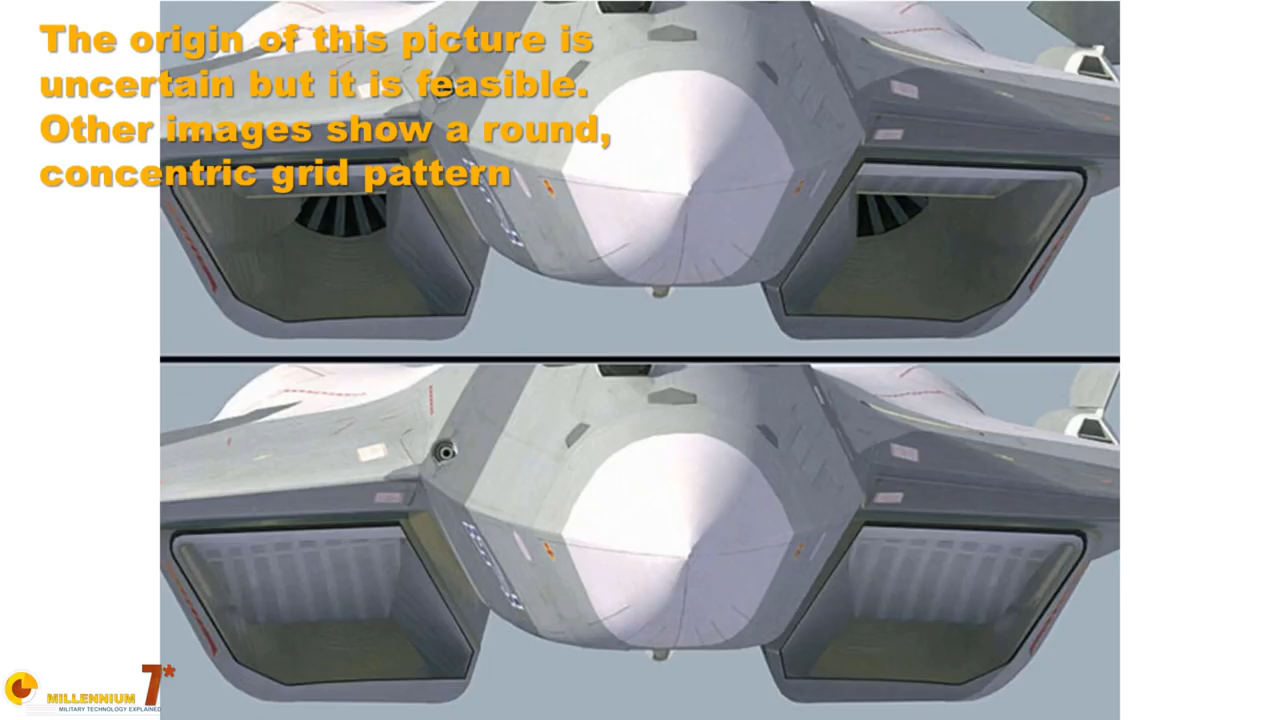 The origin of this picture is
uncertain but it is feasible.
Other images show a round,
concentric grid pattern
7*
MILLENNIUM
MILITARY TECHNOLOGY EXPLAINED